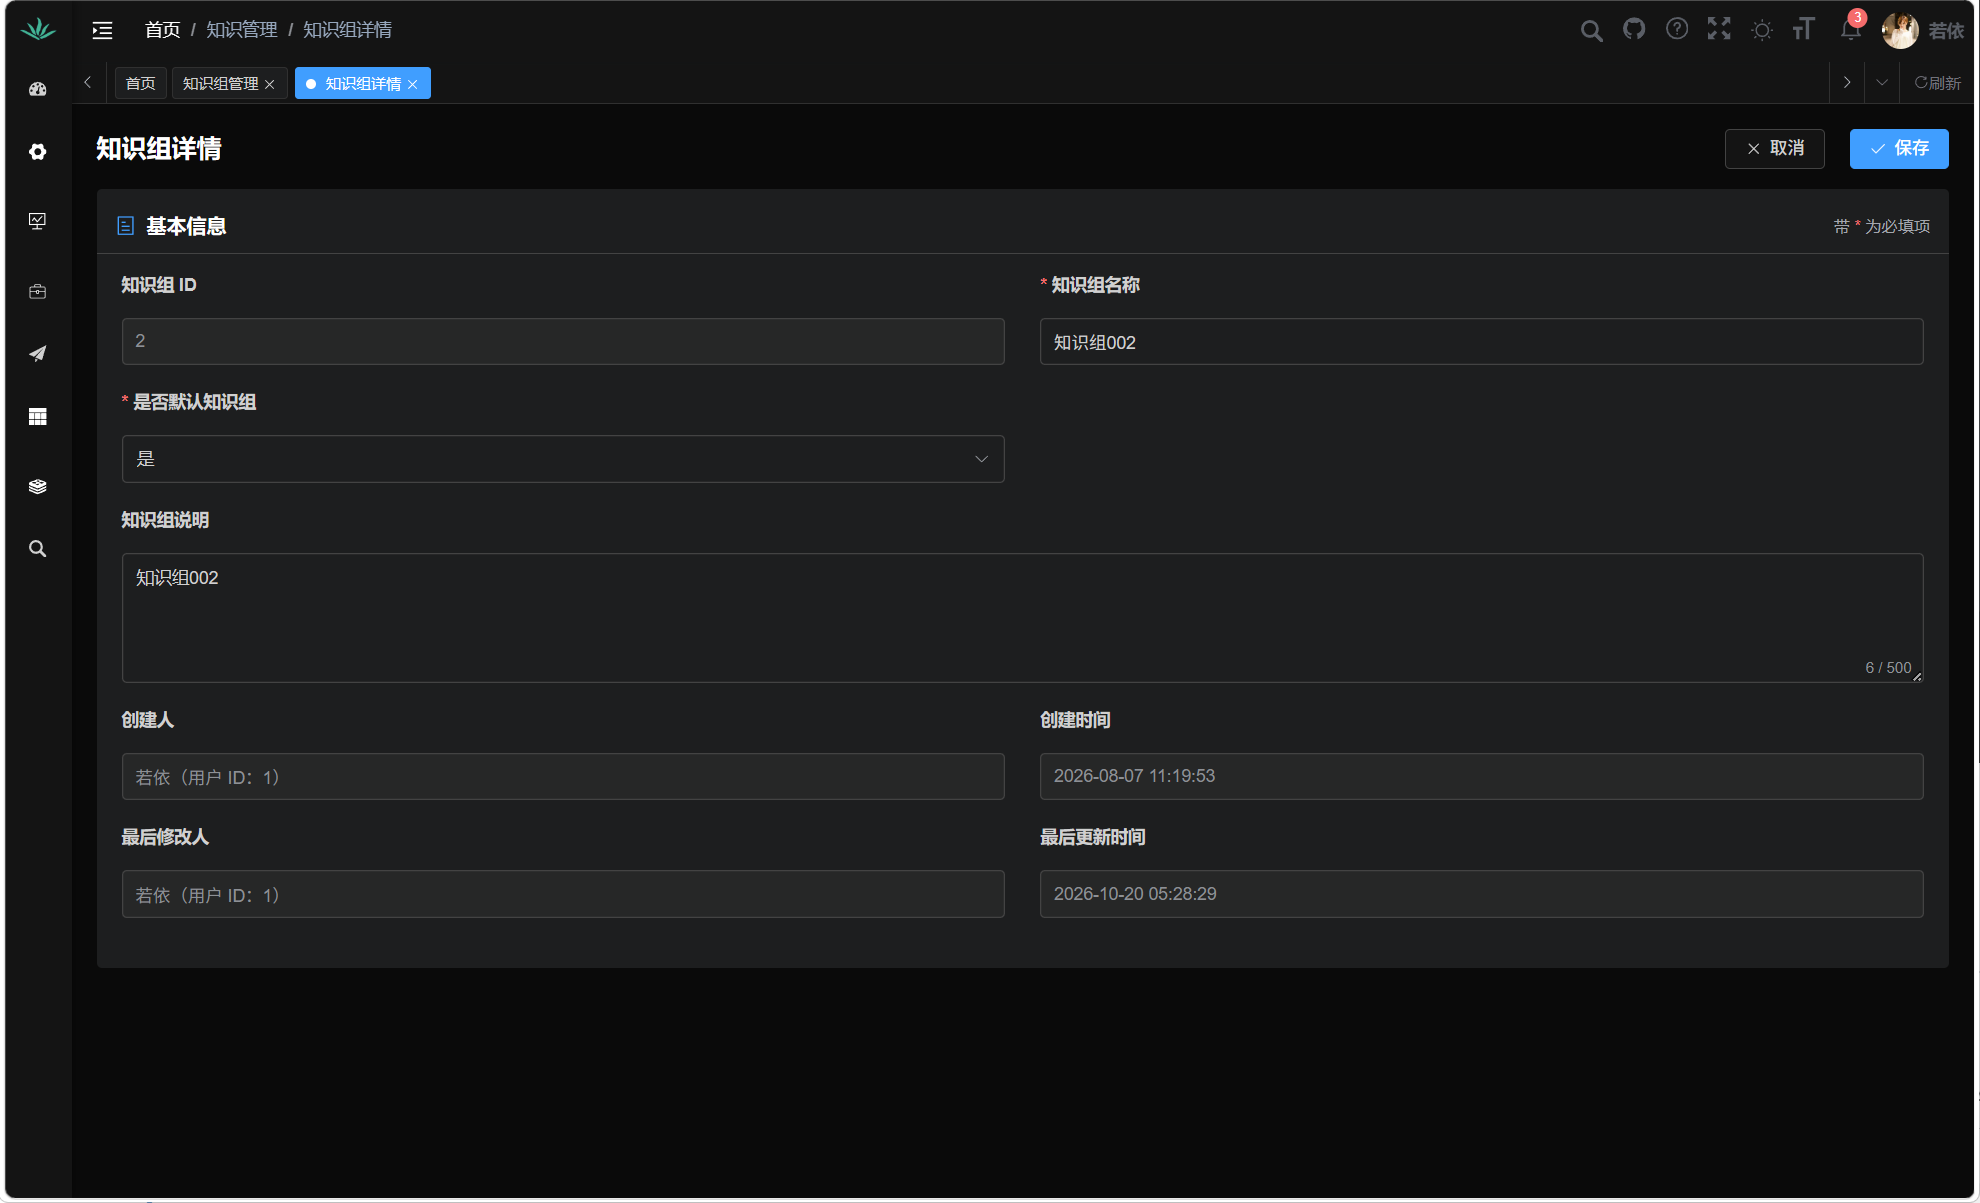 首页 / 知识管理 / 知识组详情
3
若依
首页
知识组管理
知识组详情
刷新
知识组详情
取消
保存
基本信息
带 * 为必填项
知识组 ID
* 知识组名称
2
知识组002
* 是否默认知识组
是
知识组说明
知识组002
6 / 500
创建人
创建时间
若依（用户 ID：1）
2026-08-07 11:19:53
最后修改人
最后更新时间
若依（用户 ID：1）
2026-10-20 05:28:29